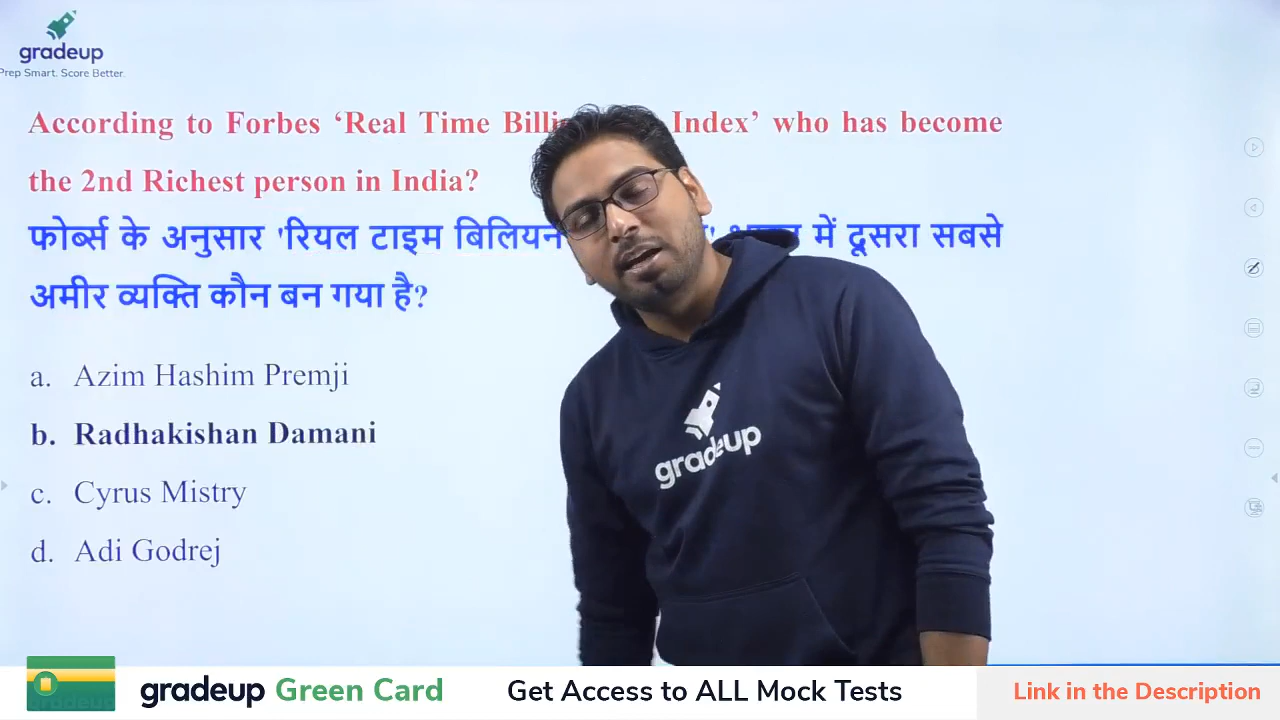 gradeup
Prep Smart. Score Better
According to Forbes ‘Real Time Index’ who has become
the 2nd Richest person in India?
फोर्ब्स के अनुसार 'रियल टाइम में दूसरा सबसे
अमीर व्यक्ति कौन बन गया है?
a. Azim Hashim Premji
b. Radhakishan Damani
c. Cyrus Mistry
d. Adi Godrej
gradeup
gradeup Green Card
Get Access to ALL Mock Tests
Link in the Description